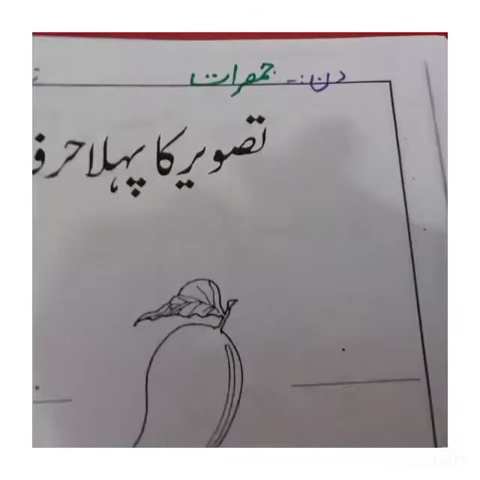 دن:- جمعرات
تصویر کا پہلا حرف